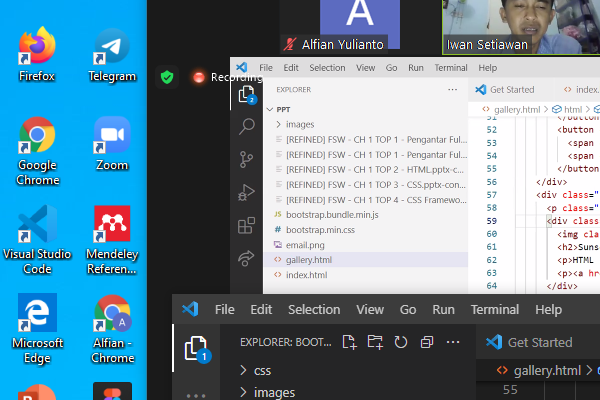 Firefox
Telegram
Google
Chrome
Zoom
Visual Studio
Code
Mendeley
Referen...
Microsoft
Edge
Alfian -
Chrome
A
A
Alfian Yulianto
Iwan Setiawan
Recording
File Edit Selection View Go Run Terminal Help
2
EXPLORER ...
PPT
images
[REFINED] FSW - CH 1 TOP 1 - Pengantar Ful...
[REFINED] FSW - CH 1 TOP 1 - Pengantar Ful...
[REFINED] FSW - CH 1 TOP 2 - HTML.pptx-c...
[REFINED] FSW - CH 1 TOP 3 - CSS.pptx-con...
[REFINED] FSW - CH 1 TOP 4 - CSS Framewo...
JS bootstrap.bundle.min.js
# bootstrap.min.css
email.png
<> gallery.html
<> index.html
Get Started <> index.
<> gallery.html > html >
51 </button
52 <button
53 <span
54 <span
55 </button
56 </div>
57 <div class="
58 <p class="
59 <div class
60 <img cla
61 <h2>Suns
62 <p>HTML
63 <p><a hr
64 </div>
File Edit Selection View Go Run Terminal Help
1
EXPLORER: BOOT...
css
images
Get Started
<> gallery.html >
55